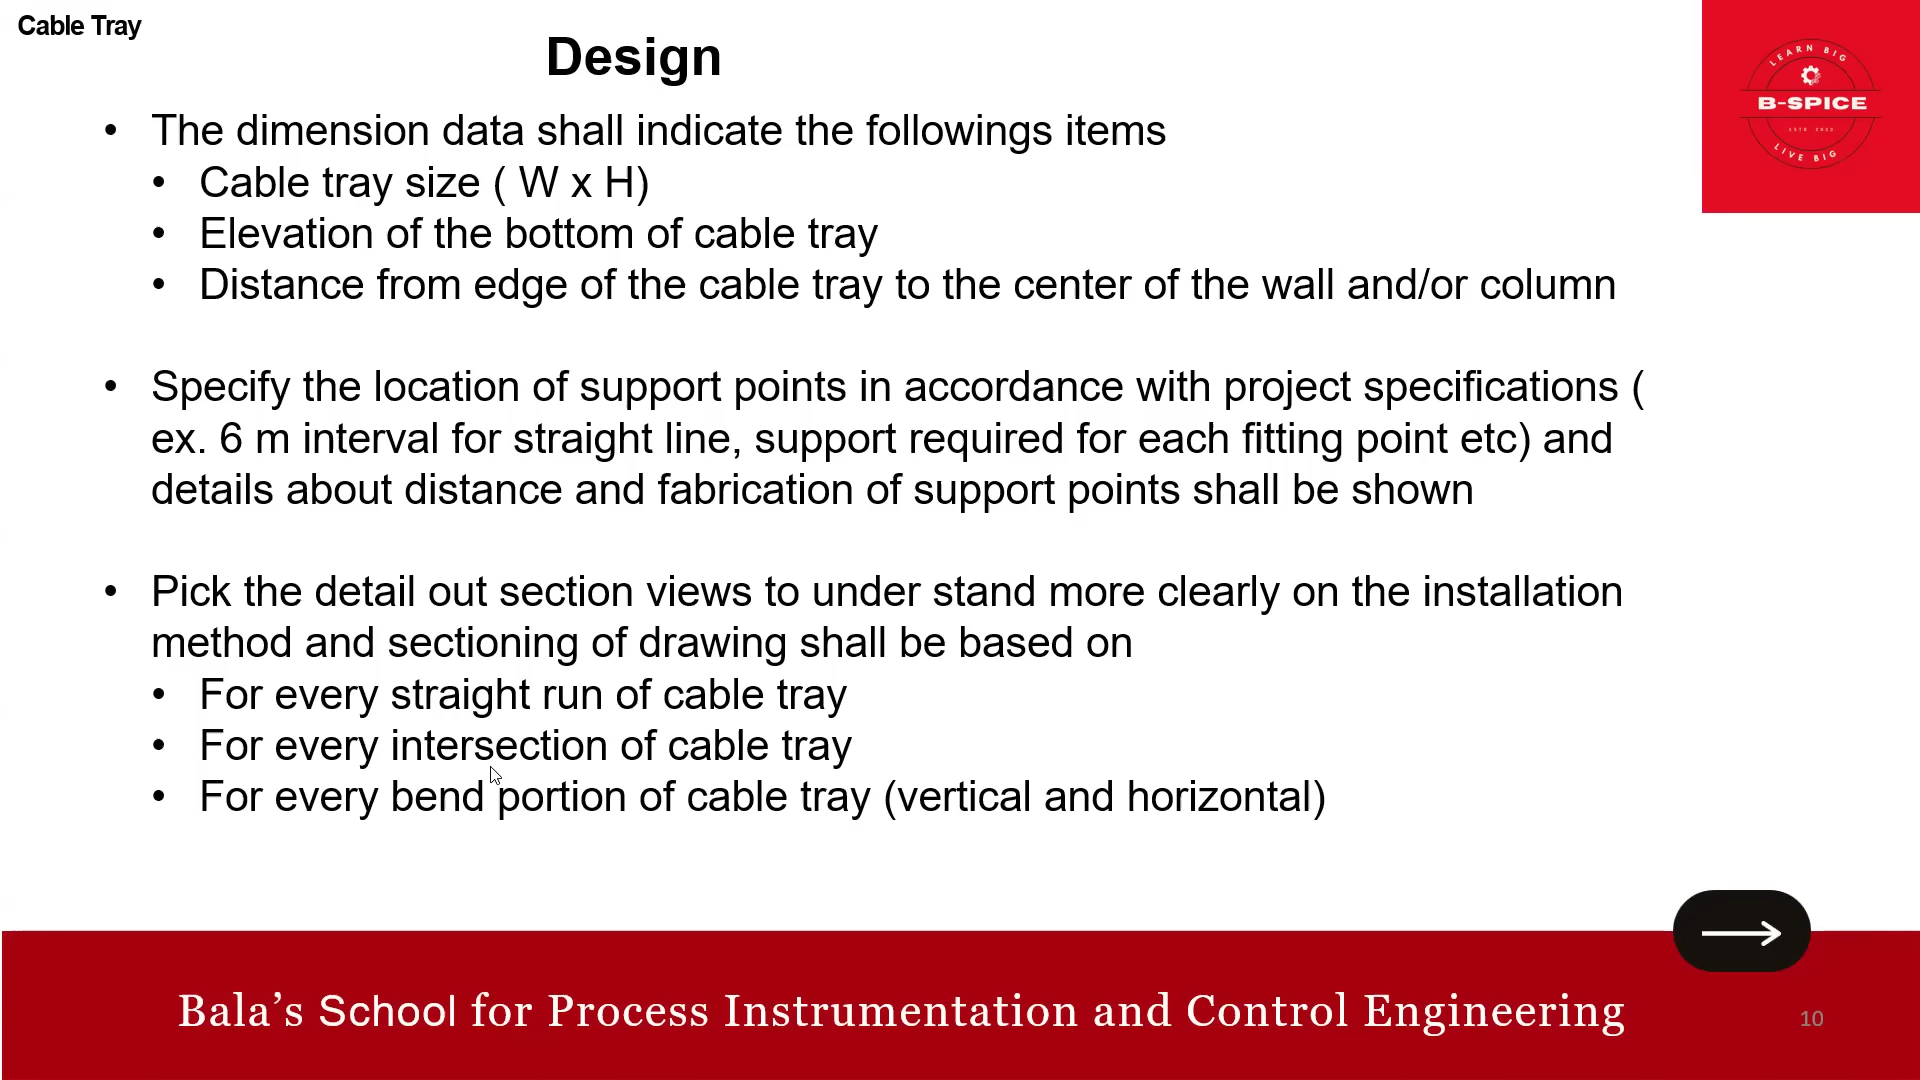 Cable Tray
Design
LEARN BIG
B-SPICE
ESTD 2022
LIVE BIG
• The dimension data shall indicate the followings items
• Cable tray size ( W x H)
• Elevation of the bottom of cable tray
• Distance from edge of the cable tray to the center of the wall and/or column
• Specify the location of support points in accordance with project specifications (
ex. 6 m interval for straight line, support required for each fitting point etc) and
details about distance and fabrication of support points shall be shown
• Pick the detail out section views to under stand more clearly on the installation
method and sectioning of drawing shall be based on
• For every straight run of cable tray
• For every intersection of cable tray
• For every bend portion of cable tray (vertical and horizontal)
Bala’s School for Process Instrumentation and Control Engineering
10